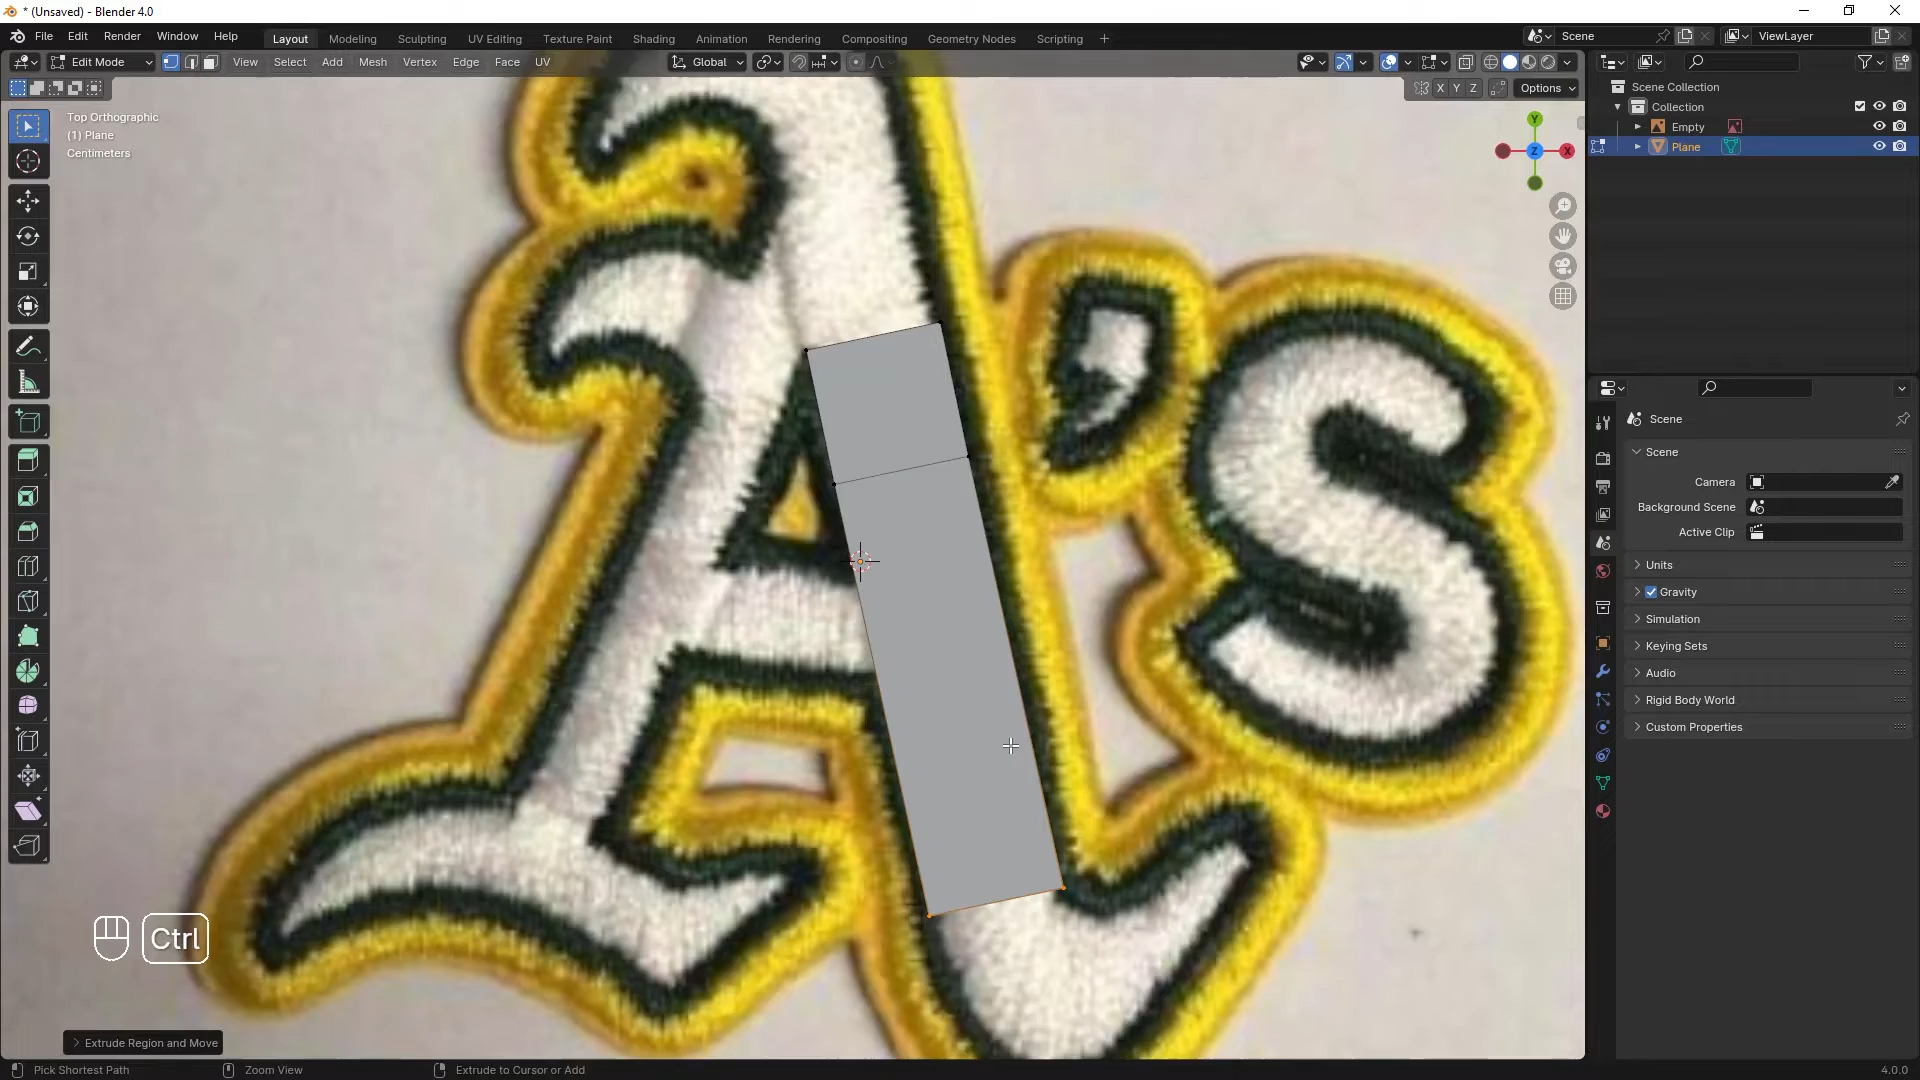 * (Unsaved) - Blender 4.0
File Edit Render Window Help
Layout Modeling Sculpting UV Editing Texture Paint Shading Animation Rendering Compositing Geometry Nodes Scripting +
Scene
ViewLayer
Edit Mode
View Select Add Mesh Vertex Edge Face UV
Global
X Y Z
Options
Top Orthographic
(1) Plane
Centimeters
Y
Z
X
A's
Ctrl
Extrude Region and Move
Scene Collection
Collection
Empty
Plane
Scene
Scene
Camera
Background Scene
Active Clip
Units
Gravity
Simulation
Keying Sets
Audio
Rigid Body World
Custom Properties
Pick Shortest Path Zoom View Extrude to Cursor or Add
4.0.0